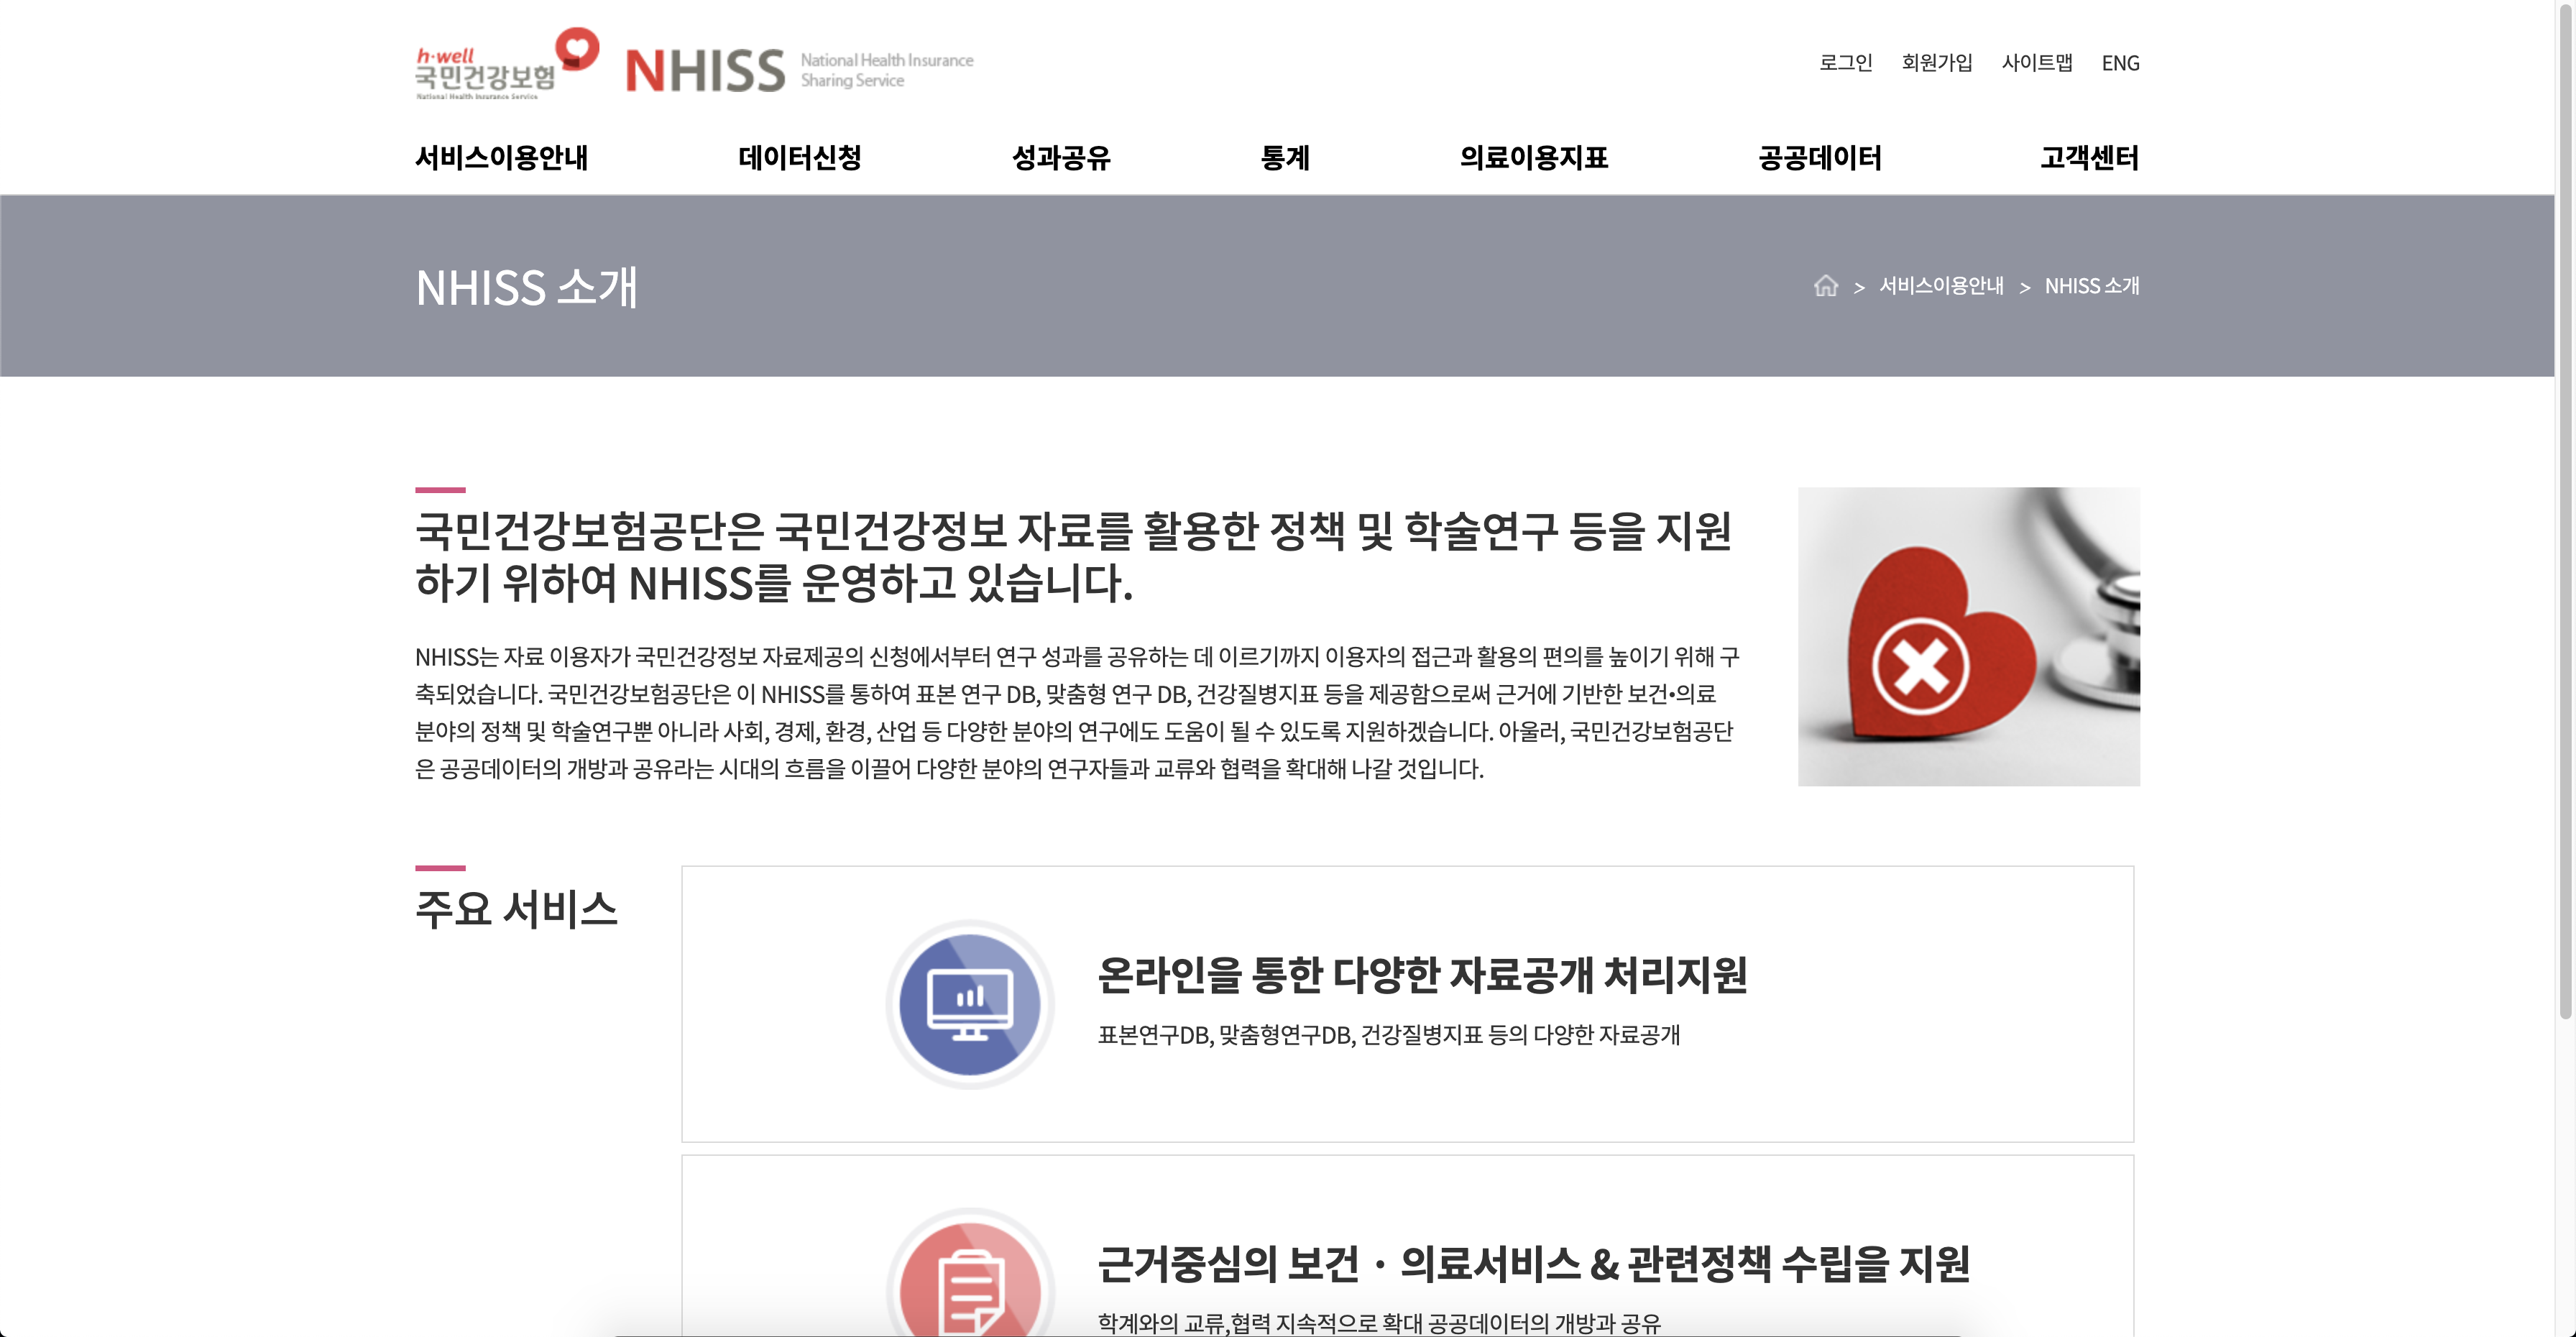 h·well
국민건강보험
National Health Insurance Service
NHISS
National Health Insurance
Sharing Service
로그인 회원가입 사이트맵 ENG
서비스이용안내 데이터신청 성과공유 통계 의료이용지표 공공데이터 고객센터
NHISS 소개
> 서비스이용안내 > NHISS 소개
국민건강보험공단은 국민건강정보 자료를 활용한 정책 및 학술연구 등을 지원
하기 위하여 NHISS를 운영하고 있습니다.
NHISS는 자료 이용자가 국민건강정보 자료제공의 신청에서부터 연구 성과를 공유하는 데 이르기까지 이용자의 접근과 활용의 편의를 높이기 위해 구
축되었습니다. 국민건강보험공단은 이 NHISS를 통하여 표본 연구 DB, 맞춤형 연구 DB, 건강질병지표 등을 제공함으로써 근거에 기반한 보건•의료
분야의 정책 및 학술연구뿐 아니라 사회, 경제, 환경, 산업 등 다양한 분야의 연구에도 도움이 될 수 있도록 지원하겠습니다. 아울러, 국민건강보험공단
은 공공데이터의 개방과 공유라는 시대의 흐름을 이끌어 다양한 분야의 연구자들과 교류와 협력을 확대해 나갈 것입니다.
주요 서비스
온라인을 통한 다양한 자료공개 처리지원
표본연구DB, 맞춤형연구DB, 건강질병지표 등의 다양한 자료공개
근거중심의 보건 · 의료서비스 & 관련정책 수립을 지원
학계와의 교류,협력 지속적으로 확대 공공데이터의 개방과 공유